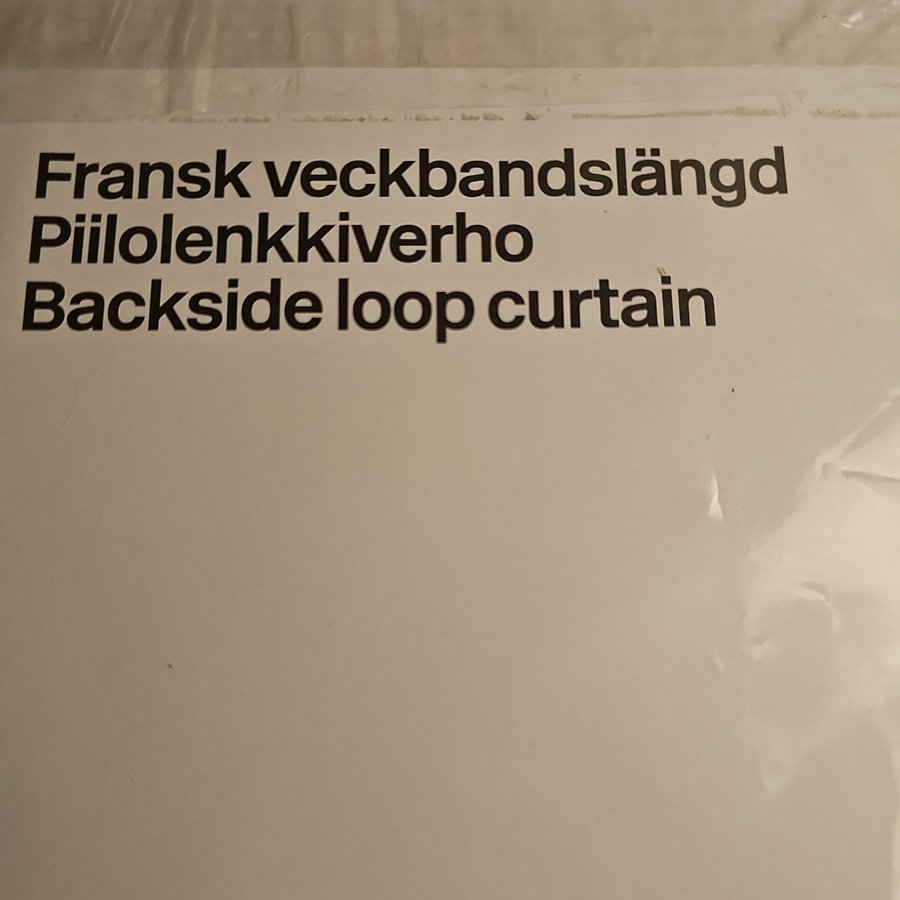 Fransk veckbandslängd
Piilolenkkiverho
Backside loop curtain